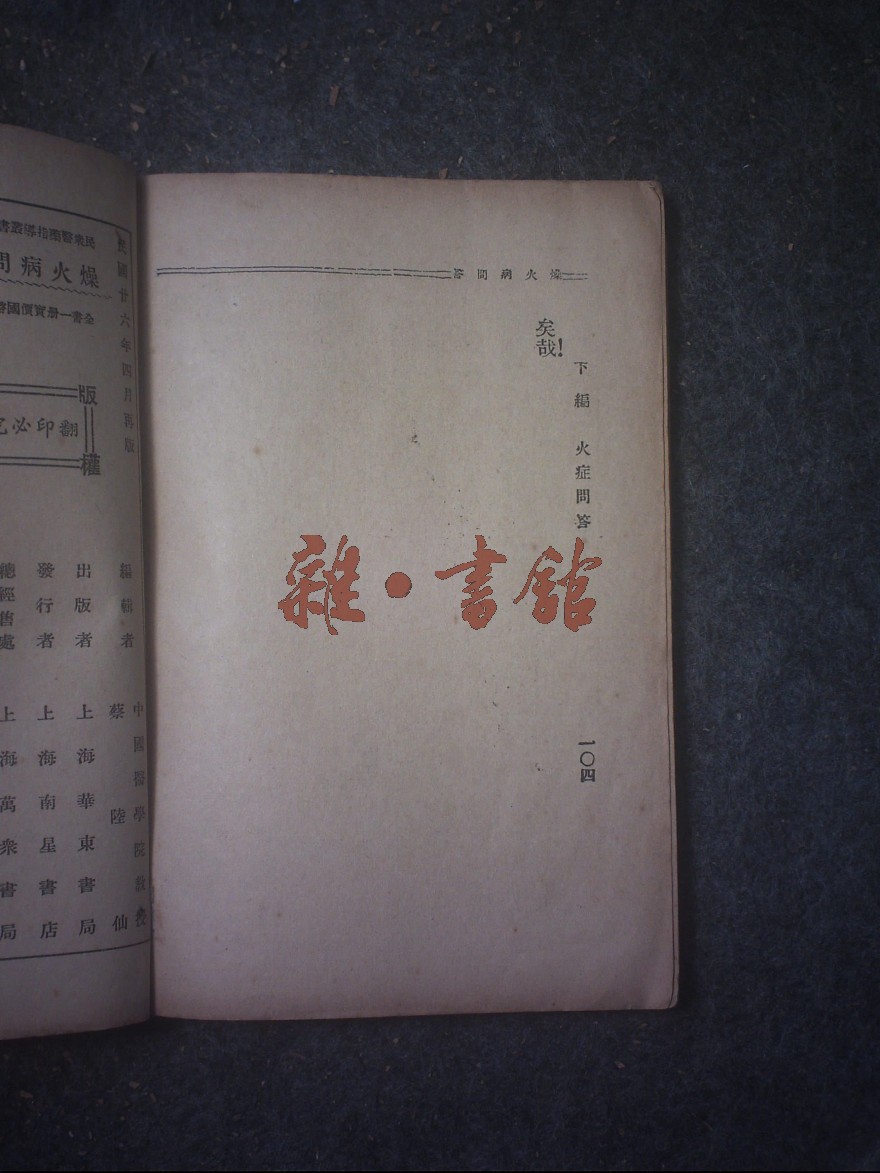 燥火病問答
下編　火症問答
一〇四
矣哉！
雜·書館
民國廿六年四月再版
民衆醫藥指導叢書
燥火病問
全書一册實價國幣
版權
翻印必究
編輯者
中國醫學院教授
蔡陸仙
出版者　上海華東書局
發行者　上海南星書店
總經售處　上海萬衆書局